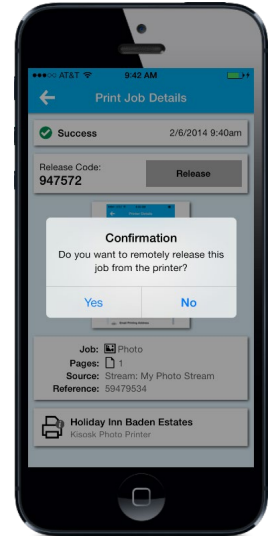 AT&T 9:42 AM
Print Job Details
Success 2/6/2014 9:40am
Release Code:
947572
Release
Confirmation
Do you want to remotely release this
job from the printer?
Yes No
Job: Photo
Pages: 1
Source: Stream: My Photo Stream
Reference: 59479534
Holiday Inn Baden Estates
Kisosk Photo Printer